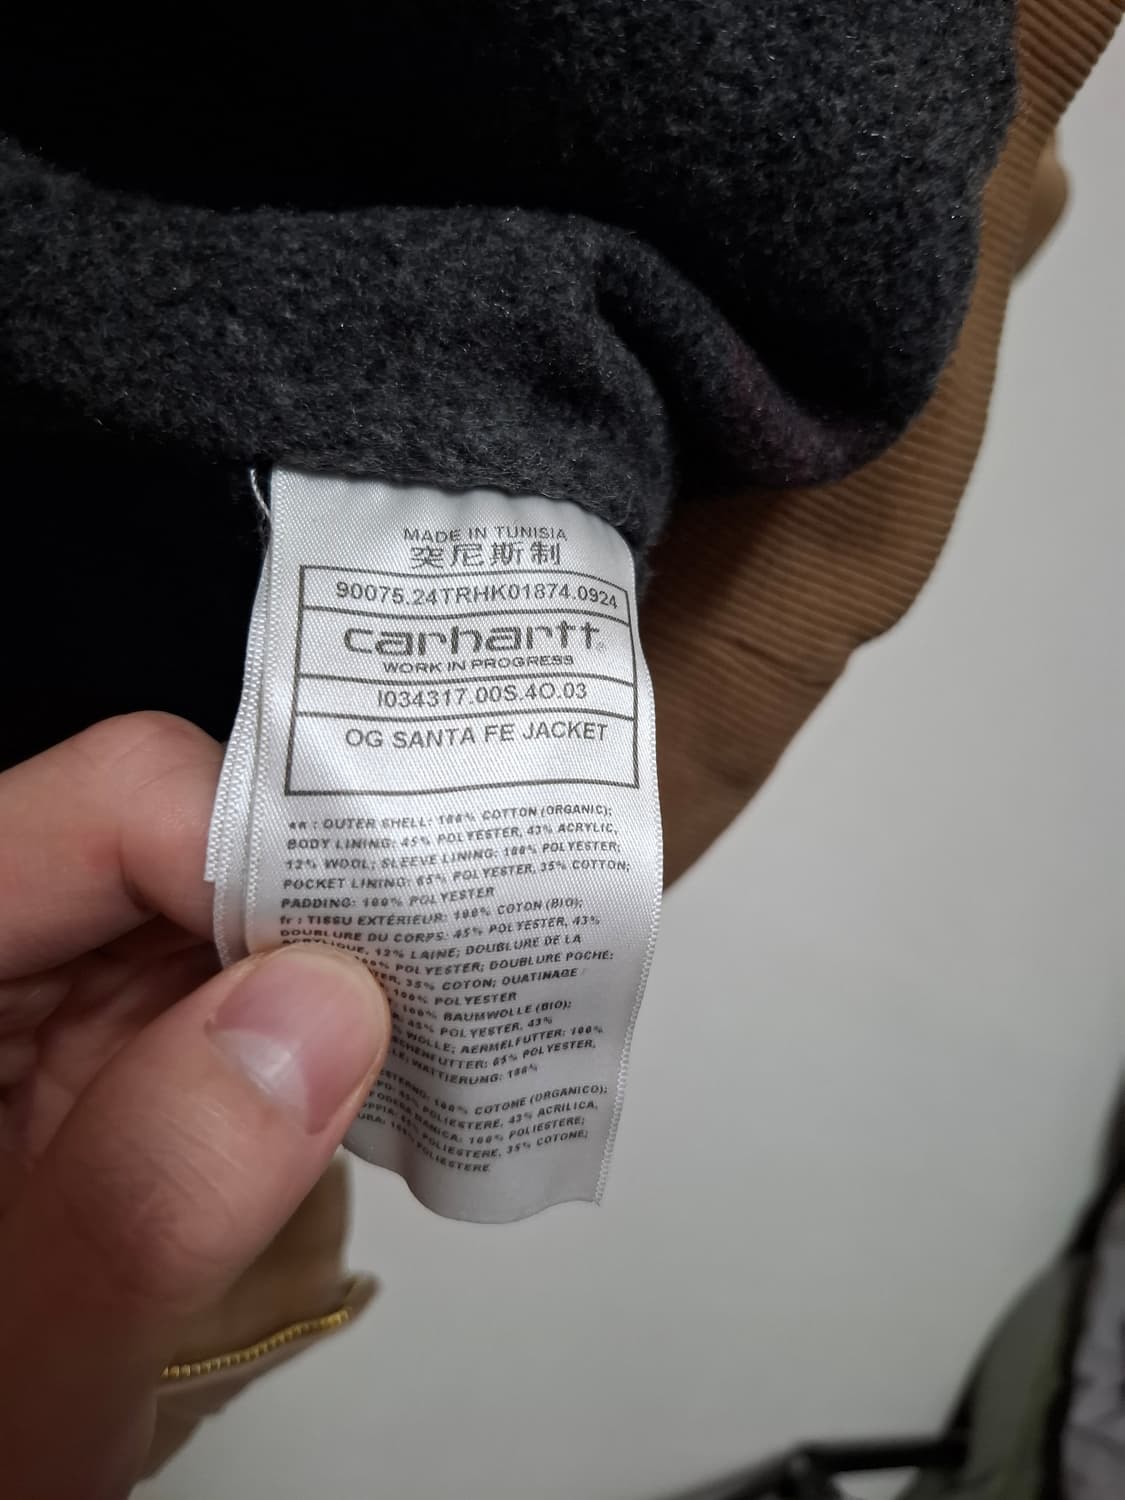 MADE IN TUNISIA
突尼斯制
90075.24TRHK01874.0924
carhartt®
WORK IN PROGRESS
I034317.00S.4O.03
OG SANTA FE JACKET
en : OUTER SHELL: 100% COTTON (ORGANIC);
BODY LINING: 45% POLYESTER, 43% ACRYLIC,
12% WOOL; SLEEVE LINING: 100% POLYESTER;
POCKET LINING: 65% POLYESTER, 35% COTTON;
PADDING: 100% POLYESTER
fr : TISSU EXTÉRIEUR: 100% COTON (BIO);
DOUBLURE DU CORPS: 45% POLYESTER, 43%
12% LAINE; DOUBLURE DE LA
POLYESTER; DOUBLURE POCHE:
35% COTON; OUATINAGE :
100% POLYESTER
100% BAUMWOLLE (BIO);
45% POLYESTER, 43%
WOLLE; AERMELFUTTER: 100%
65% POLYESTER,
WATTIERUNG: 100%
100% COTONE (ORGANICO);
45% POLIESTERE, 43% ACRILICA,
MANICA: 100% POLIESTERE;
POLIESTERE, 35% COTONE;
POLIESTERE